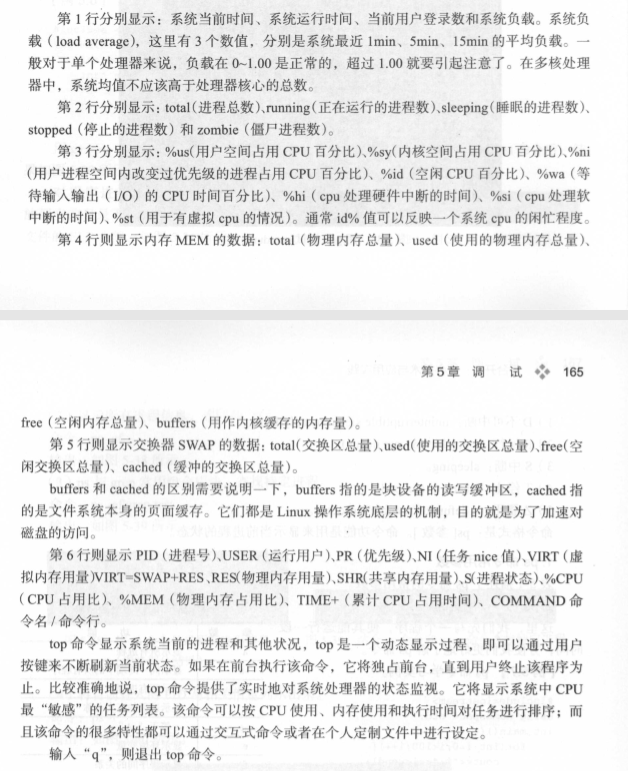 第 1 行分别显示：系统当前时间、系统运行时间、当前用户登录数和系统负载。系统负
载（load average），这里有 3 个数值，分别是系统最近 1min、5min、15min 的平均负载。一
般对于单个处理器来说，负载在 0~1.00 是正常的，超过 1.00 就要引起注意了。在多核处理
器中，系统均值不应该高于处理器核心的总数。
第 2 行分别显示：total(进程总数)、running(正在运行的进程数)、sleeping(睡眠的进程数)、
stopped（停止的进程数）和 zombie（僵尸进程数）。
第 3 行分别显示：%us(用户空间占用 CPU 百分比)、%sy(内核空间占用 CPU 百分比)、%ni
(用户进程空间内改变过优先级的进程占用 CPU 百分比)、%id（空闲 CPU 百分比）、%wa（等
待输入输出（I/O）的 CPU 时间百分比）、%hi（cpu 处理硬件中断的时间）、%si（cpu 处理软
中断的时间）、%st（用于有虚拟 cpu 的情况）。通常 id% 值可以反映一个系统 cpu 的闲忙程度。
第 4 行则显示内存 MEM 的数据：total（物理内存总量）、used（使用的物理内存总量）、
第 5 章 调 试 165
free（空闲内存总量）、buffers（用作内核缓存的内存量）。
第 5 行则显示交换器 SWAP 的数据：total(交换区总量)、used(使用的交换区总量)、free(空
闲交换区总量）、cached（缓冲的交换区总量）。
buffers 和 cached 的区别需要说明一下，buffers 指的是块设备的读写缓冲区，cached 指
的是文件系统本身的页面缓存。它们都是 Linux 操作系统底层的机制，目的就是为了加速对
磁盘的访问。
第 6 行则显示 PID（进程号）、USER（运行用户）、PR（优先级）、NI（任务 nice 值）、VIRT（虚
拟内存用量)VIRT=SWAP+RES、RES(物理内存用量)、SHR(共享内存用量)、S(进程状态)、%CPU
（CPU 占用比）、%MEM（物理内存占用比）、TIME+（累计 CPU 占用时间）、COMMAND 命
令名 / 命令行。
top 命令显示系统当前的进程和其他状况，top 是一个动态显示过程，即可以通过用户
按键来不断刷新当前状态。如果在前台执行该命令，它将独占前台，直到用户终止该程序为
止。比较准确地说，top 命令提供了实时地对系统处理器的状态监视。它将显示系统中 CPU
最“敏感”的任务列表。该命令可以按 CPU 使用、内存使用和执行时间对任务进行排序；而
且该命令的很多特性都可以通过交互式命令或者在个人定制文件中进行设定。
输入“q”，则退出 top 命令。